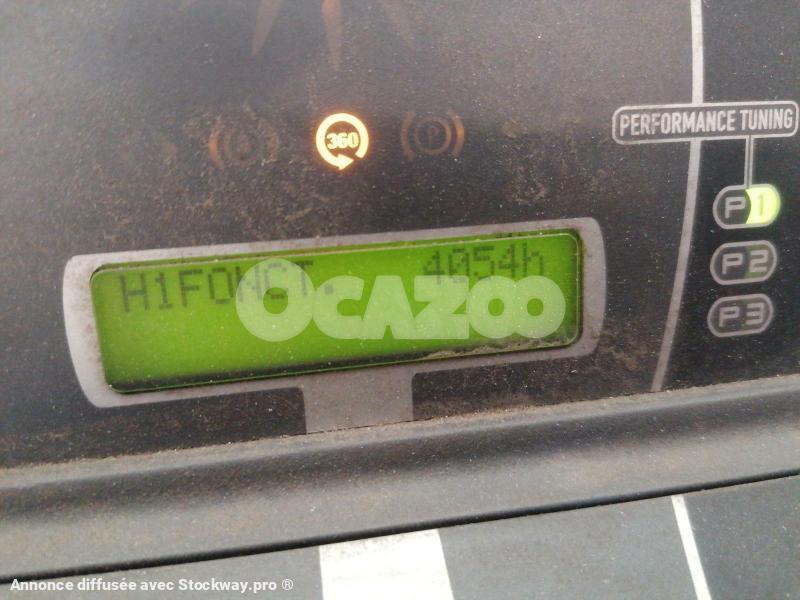 360
PERFORMANCE TUNING
P
P1
P2
P3
H1FONCT. 4054h
OCAZOO
Annonce diffusée avec Stockway.pro ®